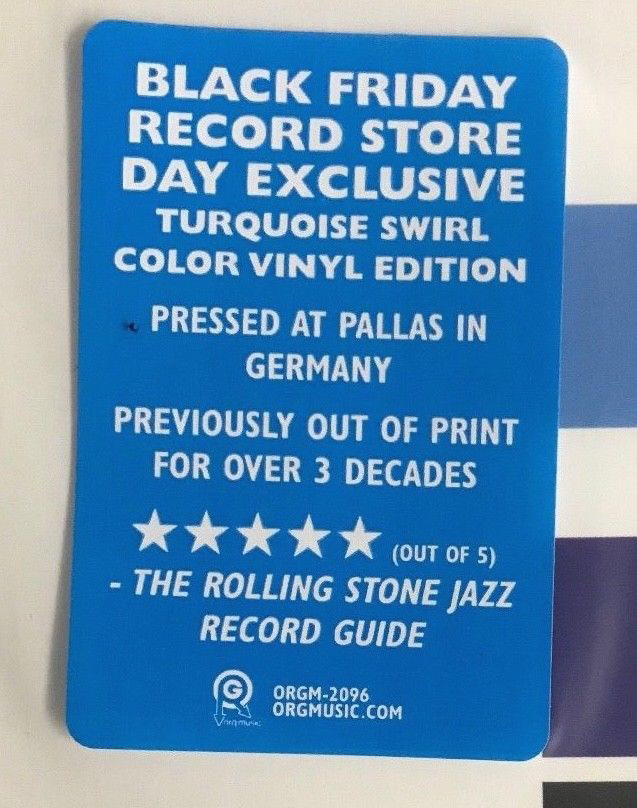 BLACK FRIDAY
RECORD STORE
DAY EXCLUSIVE
TURQUOISE SWIRL
COLOR VINYL EDITION
PRESSED AT PALLAS IN
GERMANY
PREVIOUSLY OUT OF PRINT
FOR OVER 3 DECADES
★★★★★ (OUT OF 5)
- THE ROLLING STONE JAZZ
RECORD GUIDE
ORGM-2096
ORGMUSIC.COM